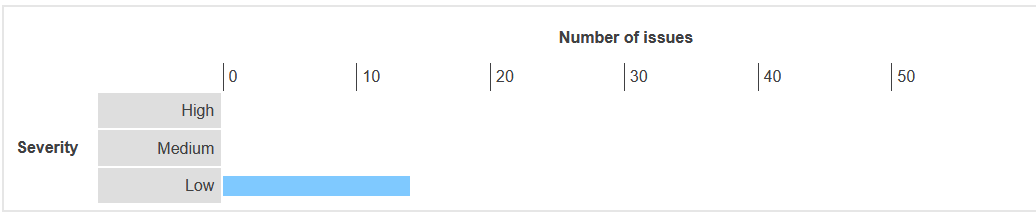 Number of issues
0 10 20 30 40 50
High
Severity Medium
Low